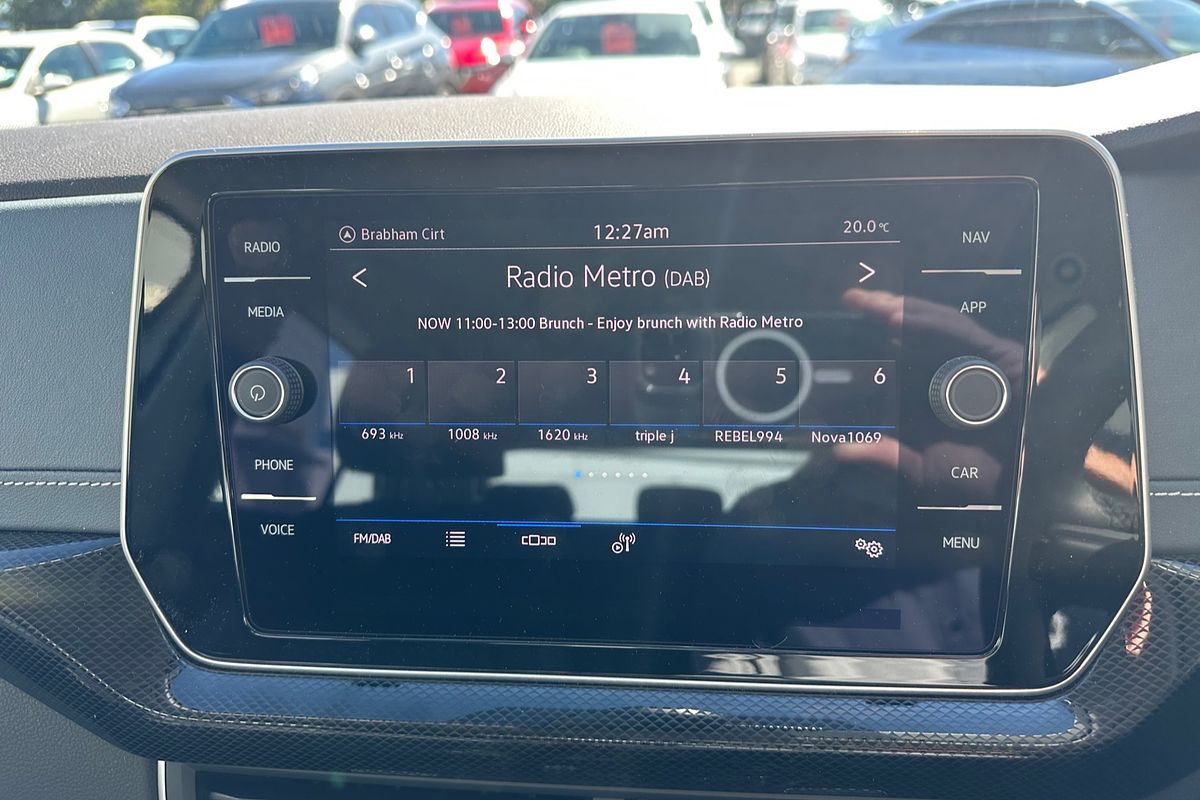 Brabham Cirt 12:27am 20.0°C
RADIO
MEDIA
PHONE
VOICE
< Radio Metro (DAB) >
NOW 11:00-13:00 Brunch - Enjoy brunch with Radio Metro
1 2 3 4 5 6
693 kHz 1008 kHz 1620 kHz triple j REBEL994 Nova1069
FM/DAB
NAV
APP
CAR
MENU